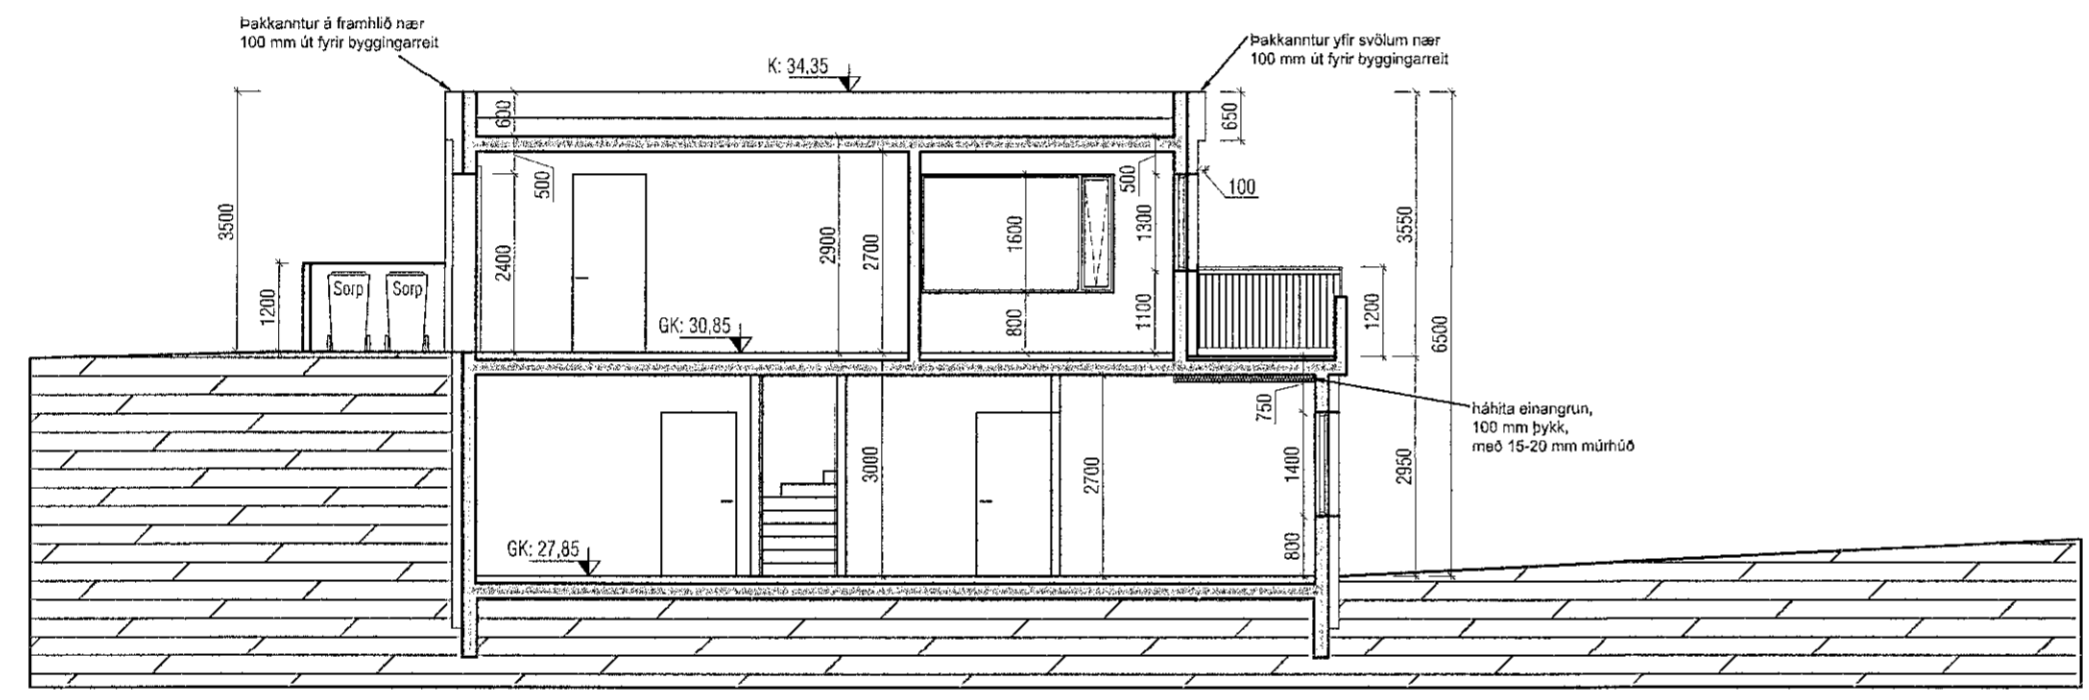 Þakkanntur á framhlið nær
100 mm út fyrir byggingarreit
Þakkanntur yfir svölum nær
100 mm út fyrir byggingarreit
K: 34,35
600
650
500
500
100
3500
2400
2900
2700
1600
1300
3550
1200
Sorp
Sorp
GK: 30,85
800
1100
1200
6500
750
háhita einangrun,
100 mm þykk,
með 15-20 mm múrhúð
3000
2700
1400
2950
GK: 27,85
800